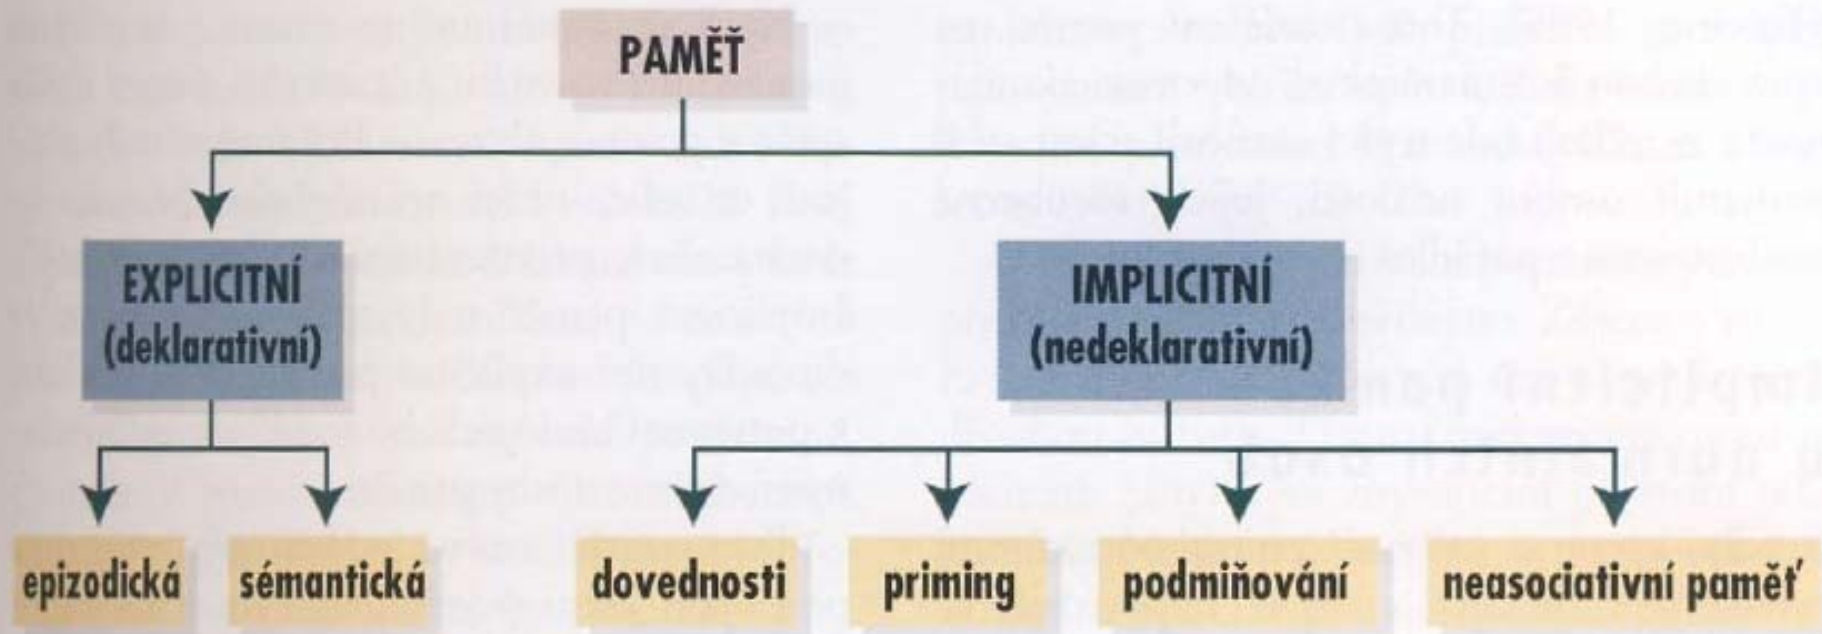 PAMĚŤ
EXPLICITNÍ
(deklarativní)
IMPLICITNÍ
(nedeklarativní)
epizodická
sémantická
dovednosti
priming
podmiňování
neasociativní paměť